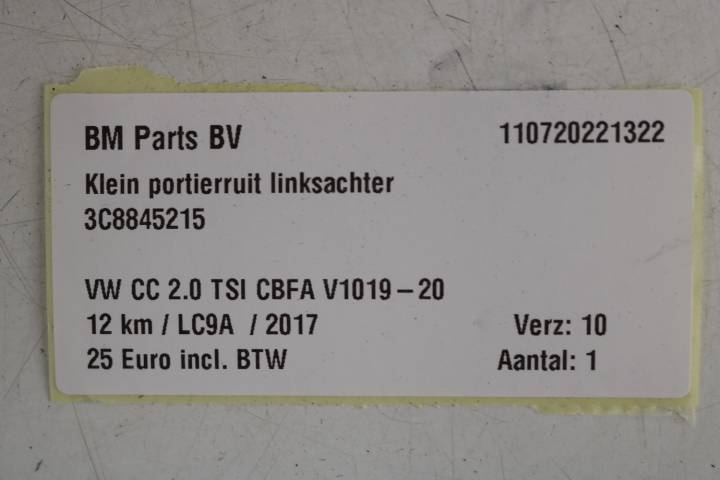 BM Parts BV 110720221322
Klein portierruit linksachter
3C8845215
VW CC 2.0 TSI CBFA V1019-20
12 km / LC9A / 2017 Verz: 10
25 Euro incl. BTW Aantal: 1